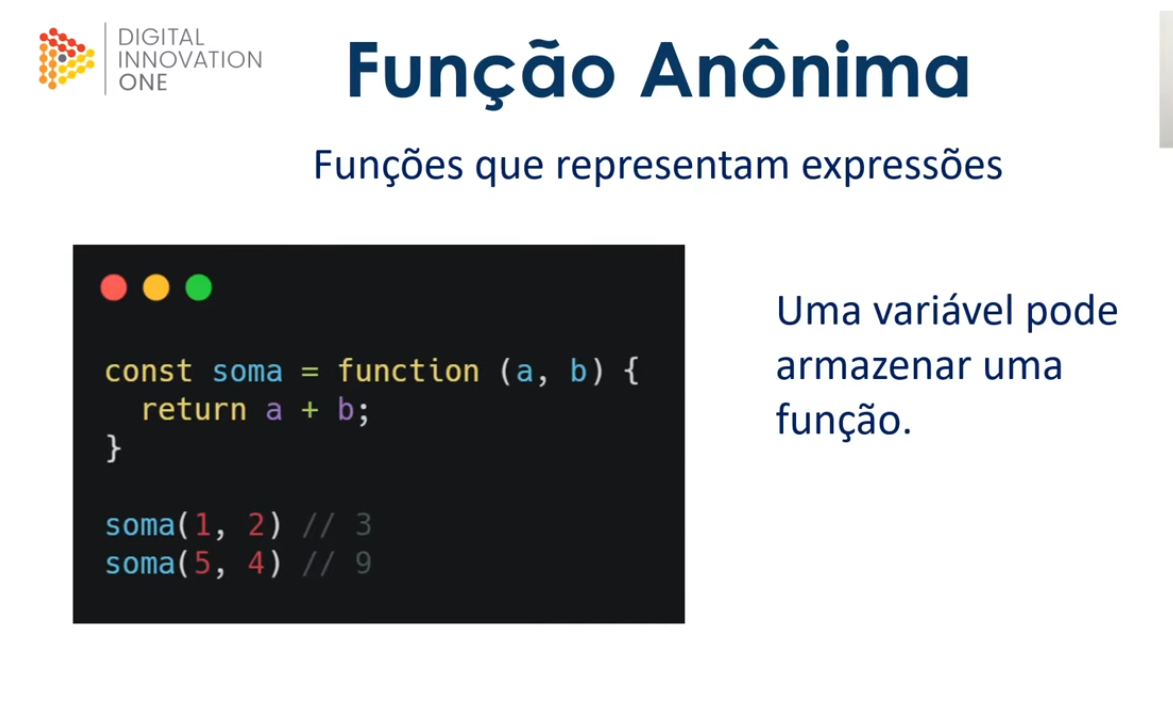 DIGITAL
INNOVATION
ONE
Função Anônima
Funções que representam expressões
const soma = function (a, b) {
  return a + b;
}
soma(1, 2) // 3
soma(5, 4) // 9
Uma variável pode
armazenar uma
função.